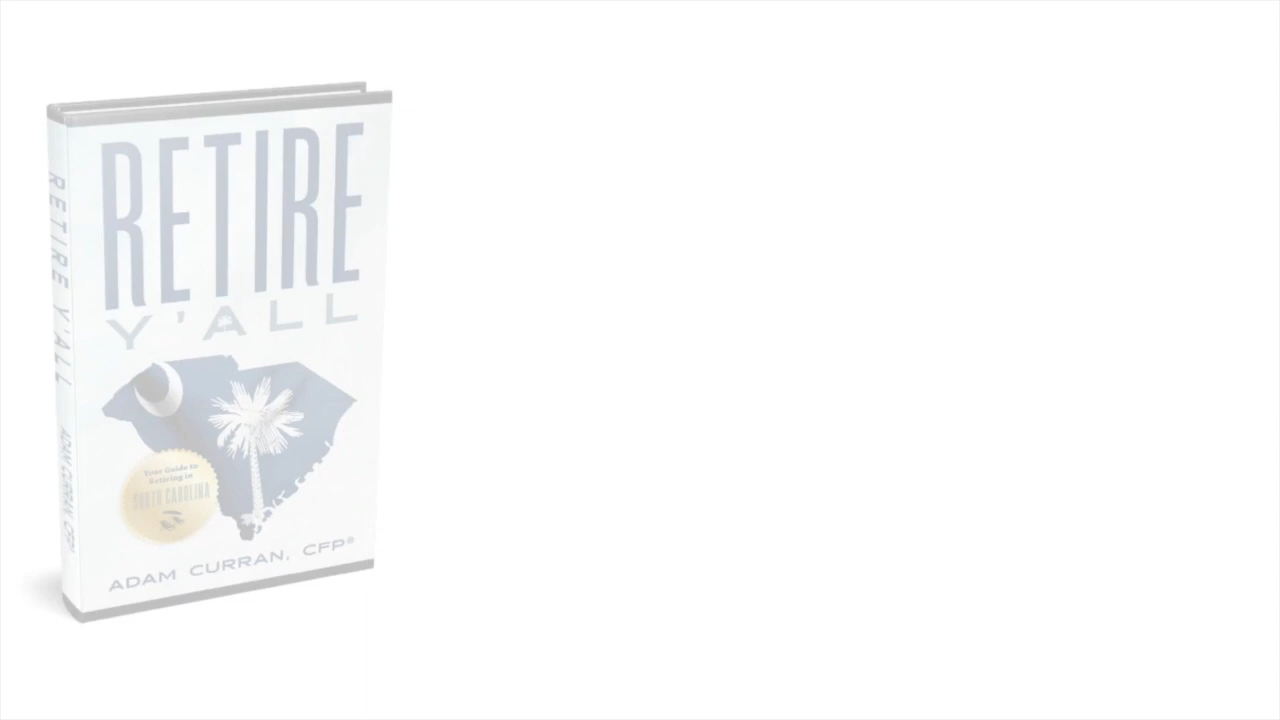 RETIRE
Y'ALL
Your Guide to
Retiring in
SOUTH CAROLINA
ADAM CURRAN, CFP®
RETIRE Y'ALL
ADAM CURRAN, CFP®